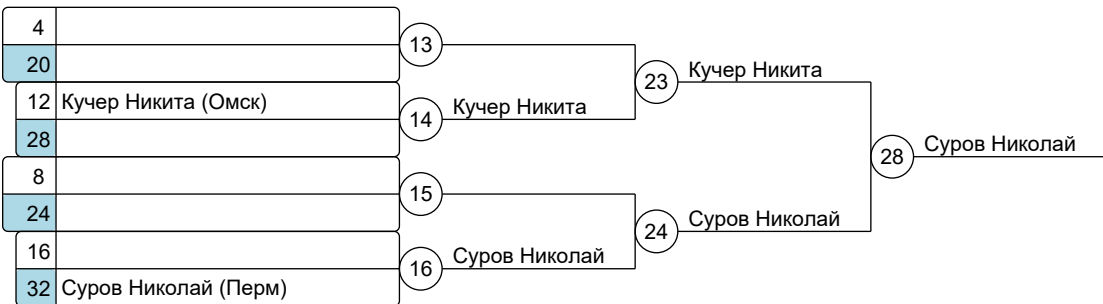 4
13
20
23 Кучер Никита
12 Кучер Никита (Омск)
14 Кучер Никита
28
28 Суров Николай
8
15
24
24 Суров Николай
16
16 Суров Николай
32 Суров Николай (Перм)